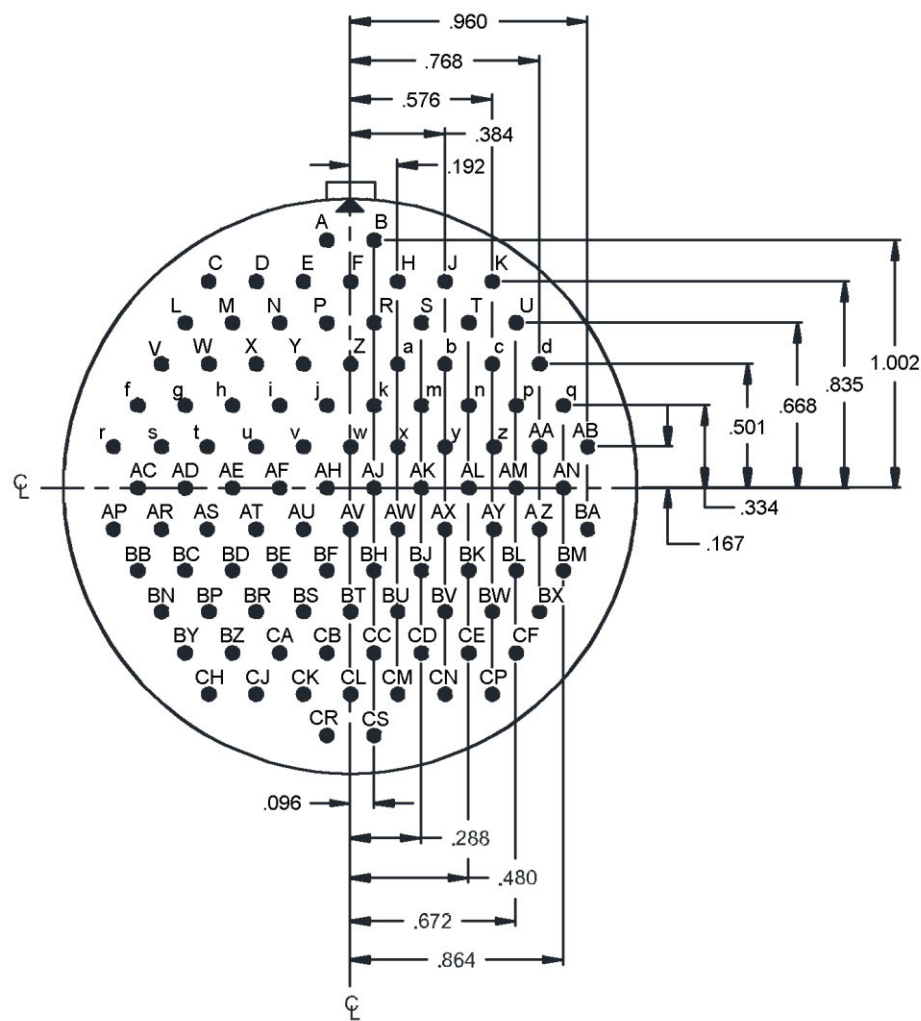 .960
.768
.576
.384
.192
A B
C D E F H J K
L M N P R S T U
V W X Y Z a b c d
f g h i j k m n p q
r s t u v w x y z AA AB
1.002
.835
.668
.501
.334
.167
℄ AC AD AE AF AH AJ AK AL AM AN
AP AR AS AT AU AV AW AX AY AZ BA
BB BC BD BE BF BH BJ BK BL BM
BN BP BR BS BT BU BV BW BX
BY BZ CA CB CC CD CE CF
CH CJ CK CL CM CN CP
CR CS
.096
.288
.480
.672
.864
℄